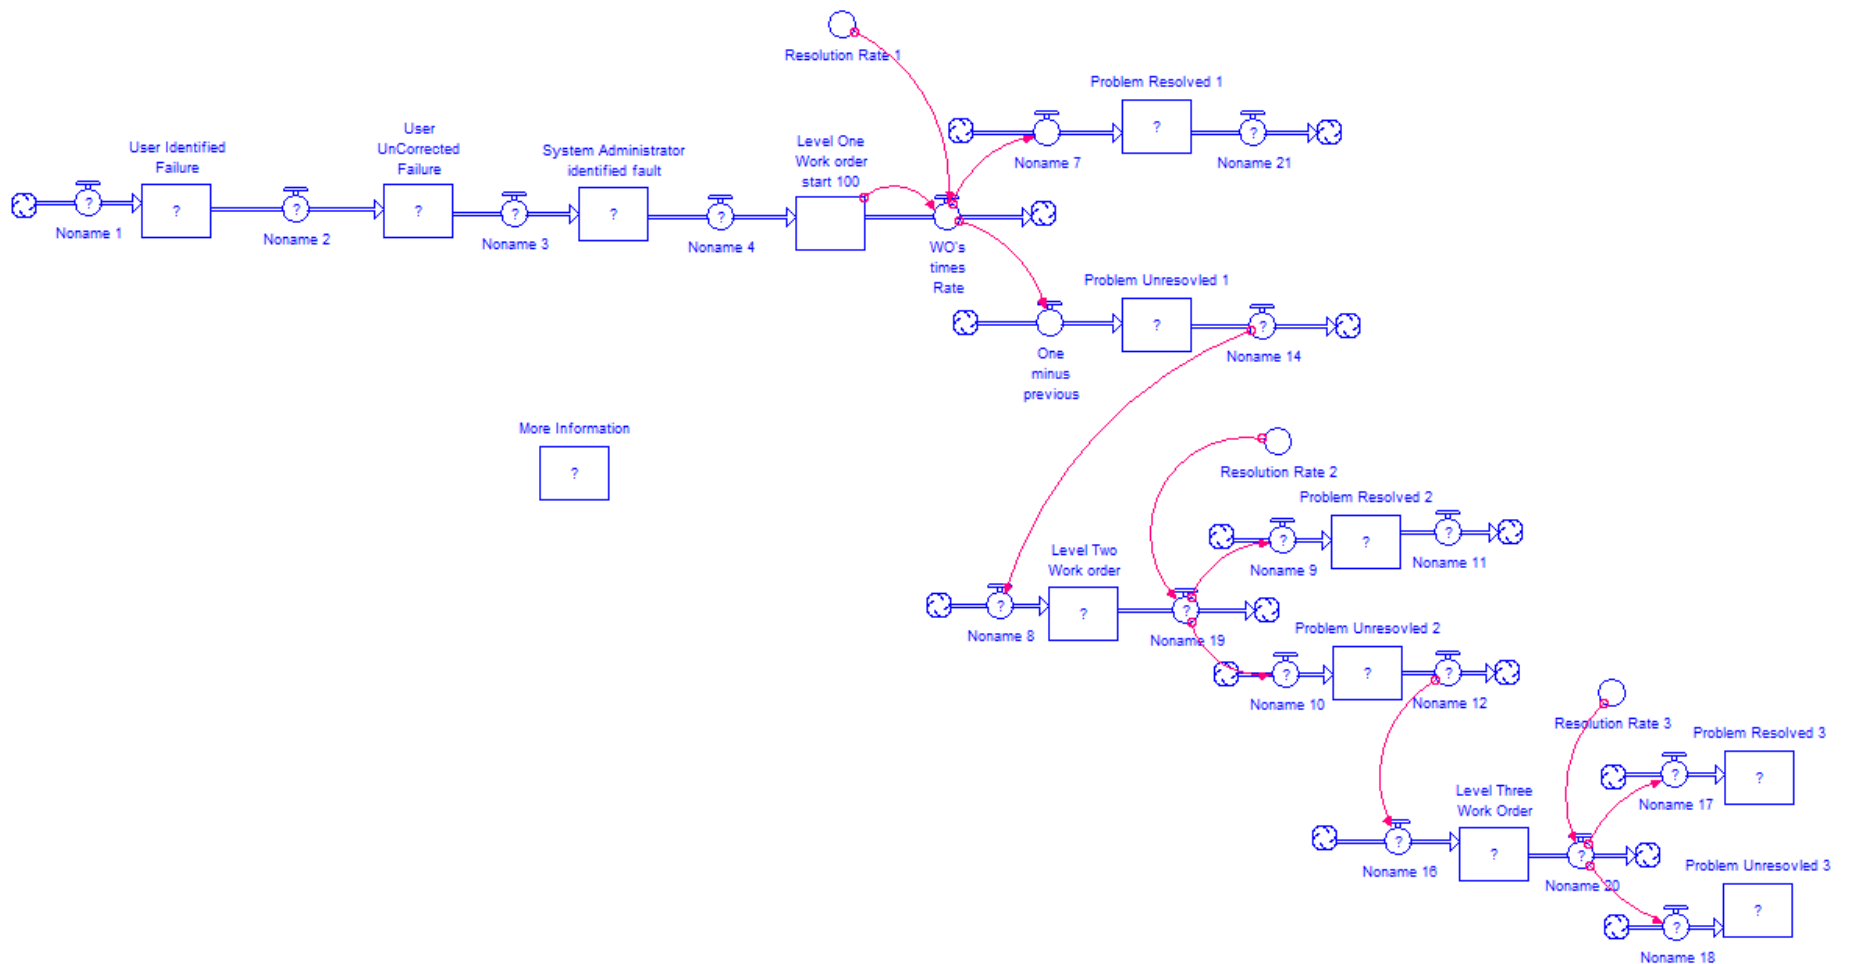 Resolution Rate 1
Problem Resolved 1
?
Noname 7
?
Noname 21
User Identified
Failure
?
Noname 1
?
?
Noname 2
User
UnCorrected
Failure
?
?
Noname 3
System Administrator
identified fault
?
?
Noname 4
Level One
Work order
start 100
WO's
times
Rate
Problem Unresovled 1
?
?
Noname 14
One
minus
previous
More Information
?
Resolution Rate 2
Problem Resolved 2
?
Noname 9
?
?
Noname 11
Level Two
Work order
?
Noname 8
?
?
Noname 19
Problem Unresovled 2
?
Noname 10
?
?
Noname 12
Resolution Rate 3
Problem Resolved 3
?
Noname 17
?
Level Three
Work Order
?
Noname 16
?
?
Noname 20
Problem Unresovled 3
?
Noname 18
?